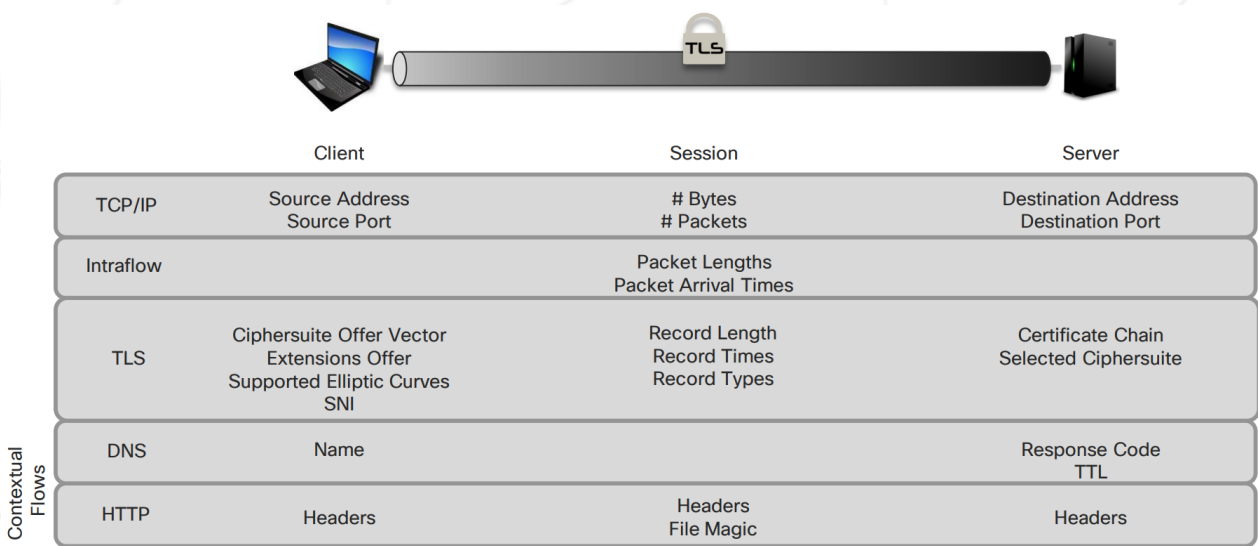 TLS
Client Session Server
TCP/IP
Source Address
Source Port
# Bytes
# Packets
Destination Address
Destination Port
Intraflow
Packet Lengths
Packet Arrival Times
TLS
Ciphersuite Offer Vector
Extensions Offer
Supported Elliptic Curves
SNI
Record Length
Record Times
Record Types
Certificate Chain
Selected Ciphersuite
Contextual
Flows
DNS
Name
Response Code
TTL
HTTP
Headers
Headers
File Magic
Headers